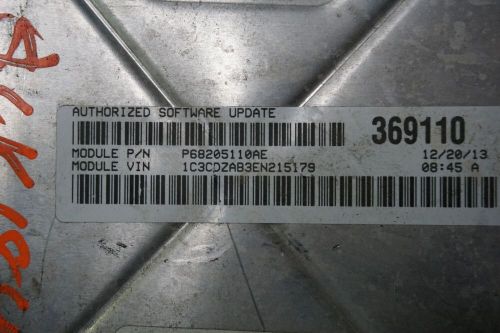 AUTHORIZED SOFTWARE UPDATE
369110
MODULE P/N P68205110AE 12/20/13
MODULE VIN 1C3CDZAB3EN215179 08:45 A